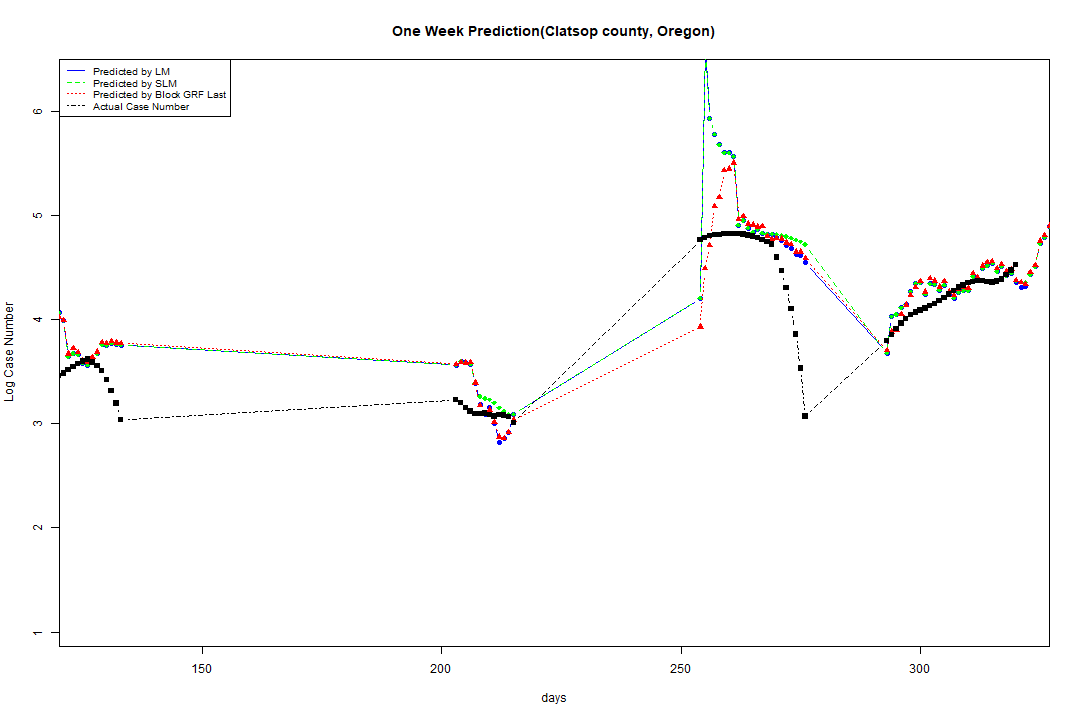 One Week Prediction(Clatsop county, Oregon)
Predicted by LM
Predicted by SLM
Predicted by Block GRF Last
Actual Case Number
6
5
4
3
2
1
Log Case Number
150
200
250
300
days